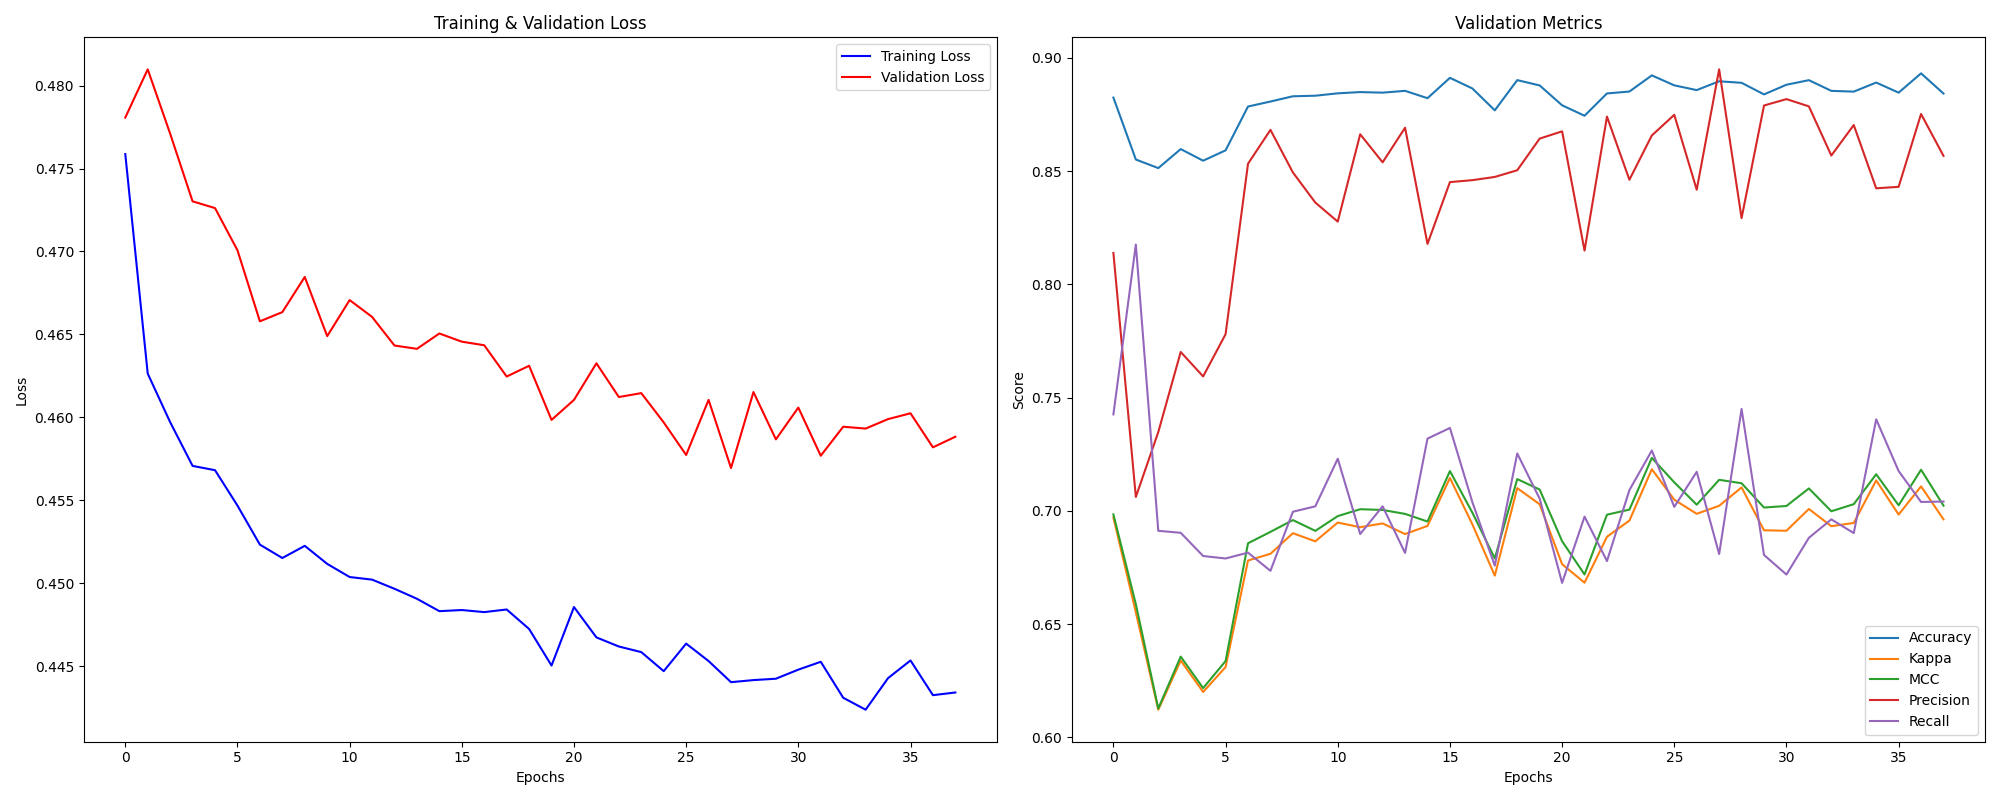 Training & Validation Loss
Training Loss
Validation Loss
0.480
0.475
0.470
0.465
0.460
0.455
0.450
0.445
Loss
0 5 10 15 20 25 30 35
Epochs
Validation Metrics
0.90
0.85
0.80
0.75
0.70
0.65
0.60
Score
Accuracy
Kappa
MCC
Precision
Recall
0 5 10 15 20 25 30 35
Epochs